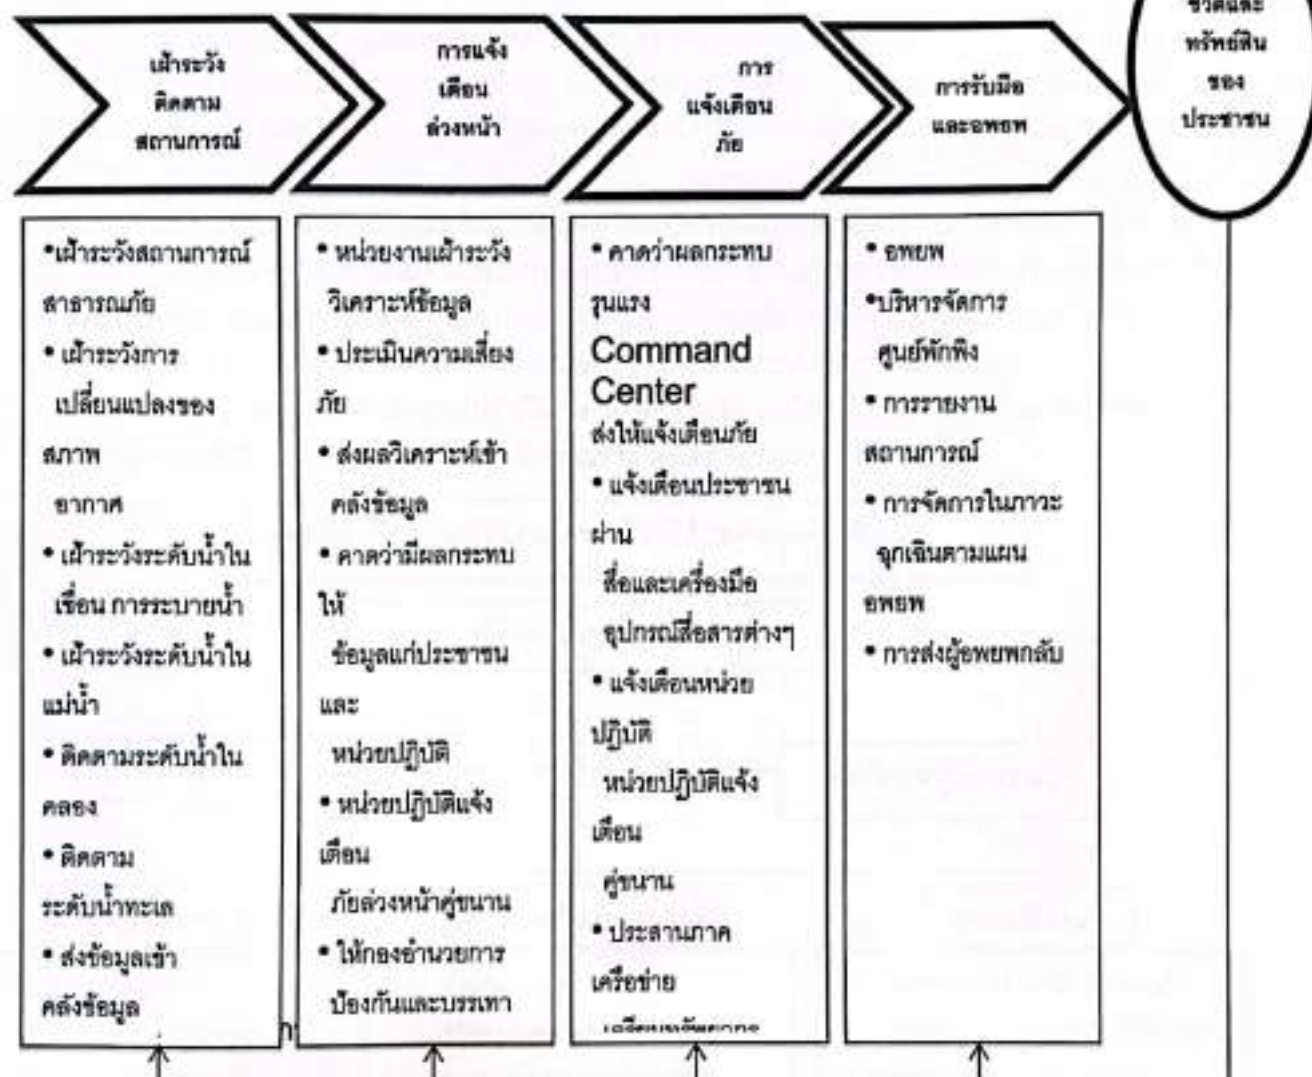 เฝ้าระวัง
ติดตาม
สถานการณ์
การแจ้ง
เตือน
ล่วงหน้า
การ
แจ้งเตือน
ภัย
การรับมือ
และอพยพ
ชีวิตและ
ทรัพย์สิน
ของ
ประชาชน
•เฝ้าระวังสถานการณ์
สาธารณภัย
• เฝ้าระวังการ
เปลี่ยนแปลงของ
สภาพ
อากาศ
• เฝ้าระวังระดับน้ำใน
เขื่อน การระบายน้ำ
• เฝ้าระวังระดับน้ำใน
แม่น้ำ
• ติดตามระดับน้ำใน
คลอง
• ติดตาม
ระดับน้ำทะเล
• ส่งข้อมูลเข้า
คลังข้อมูล
• หน่วยงานเฝ้าระวัง
วิเคราะห์ข้อมูล
• ประเมินความเสี่ยง
ภัย
• ส่งผลวิเคราะห์เข้า
คลังข้อมูล
• คาดว่ามีผลกระทบ
ให้
ข้อมูลแก่ประชาชน
และ
หน่วยปฏิบัติ
• หน่วยปฏิบัติแจ้ง
เตือน
ภัยล่วงหน้าคู่ขนาน
• ให้กองอำนวยการ
ป้องกันและบรรเทา
• คาดว่าผลกระทบ
รุนแรง
Command
Center
ส่งให้แจ้งเตือนภัย
• แจ้งเตือนประชาชน
ผ่าน
สื่อและเครื่องมือ
อุปกรณ์สื่อสารต่างๆ
• แจ้งเตือนหน่วย
ปฏิบัติ
หน่วยปฏิบัติแจ้ง
เตือน
คู่ขนาน
• ประสานภาค
เครือข่าย
• อพยพ
•บริหารจัดการ
ศูนย์พักพิง
• การรายงาน
สถานการณ์
• การจัดการในภาวะ
ฉุกเฉินตามแผน
อพยพ
• การส่งผู้อพยพกลับ